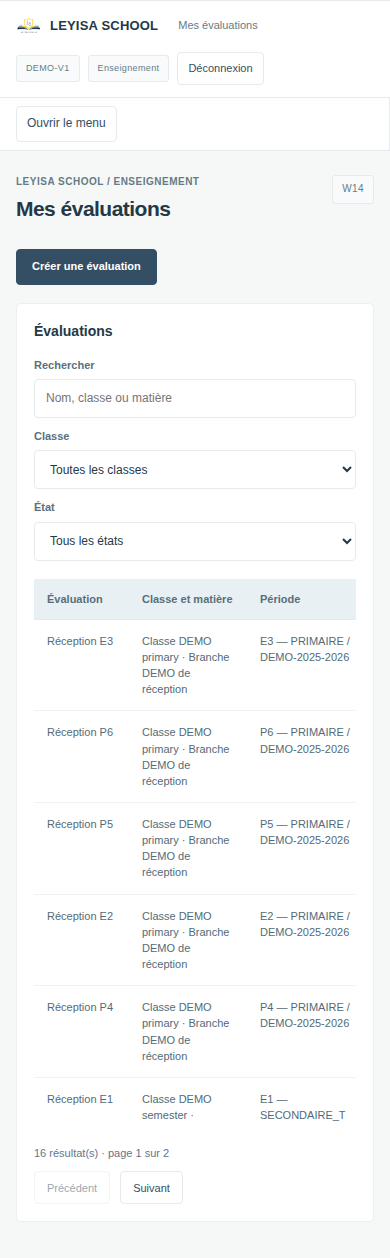 LEYISA SCHOOL
Mes évaluations
DEMO-V1
Enseignement
Déconnexion
Ouvrir le menu
LEYISA SCHOOL / ENSEIGNEMENT
W14
Mes évaluations
Créer une évaluation
Évaluations
Rechercher
Nom, classe ou matière
Classe
Toutes les classes
État
Tous les états
Évaluation Classe et matière Période
Réception E3 Classe DEMO E3 — PRIMAIRE /
primary · Branche DEMO-2025-2026
DEMO de
réception
Réception P6 Classe DEMO P6 — PRIMAIRE /
primary · Branche DEMO-2025-2026
DEMO de
réception
Réception P5 Classe DEMO P5 — PRIMAIRE /
primary · Branche DEMO-2025-2026
DEMO de
réception
Réception E2 Classe DEMO E2 — PRIMAIRE /
primary · Branche DEMO-2025-2026
DEMO de
réception
Réception P4 Classe DEMO P4 — PRIMAIRE /
primary · Branche DEMO-2025-2026
DEMO de
réception
Réception E1 Classe DEMO E1 —
semester · SECONDAIRE_T
16 résultat(s) · page 1 sur 2
Précédent
Suivant